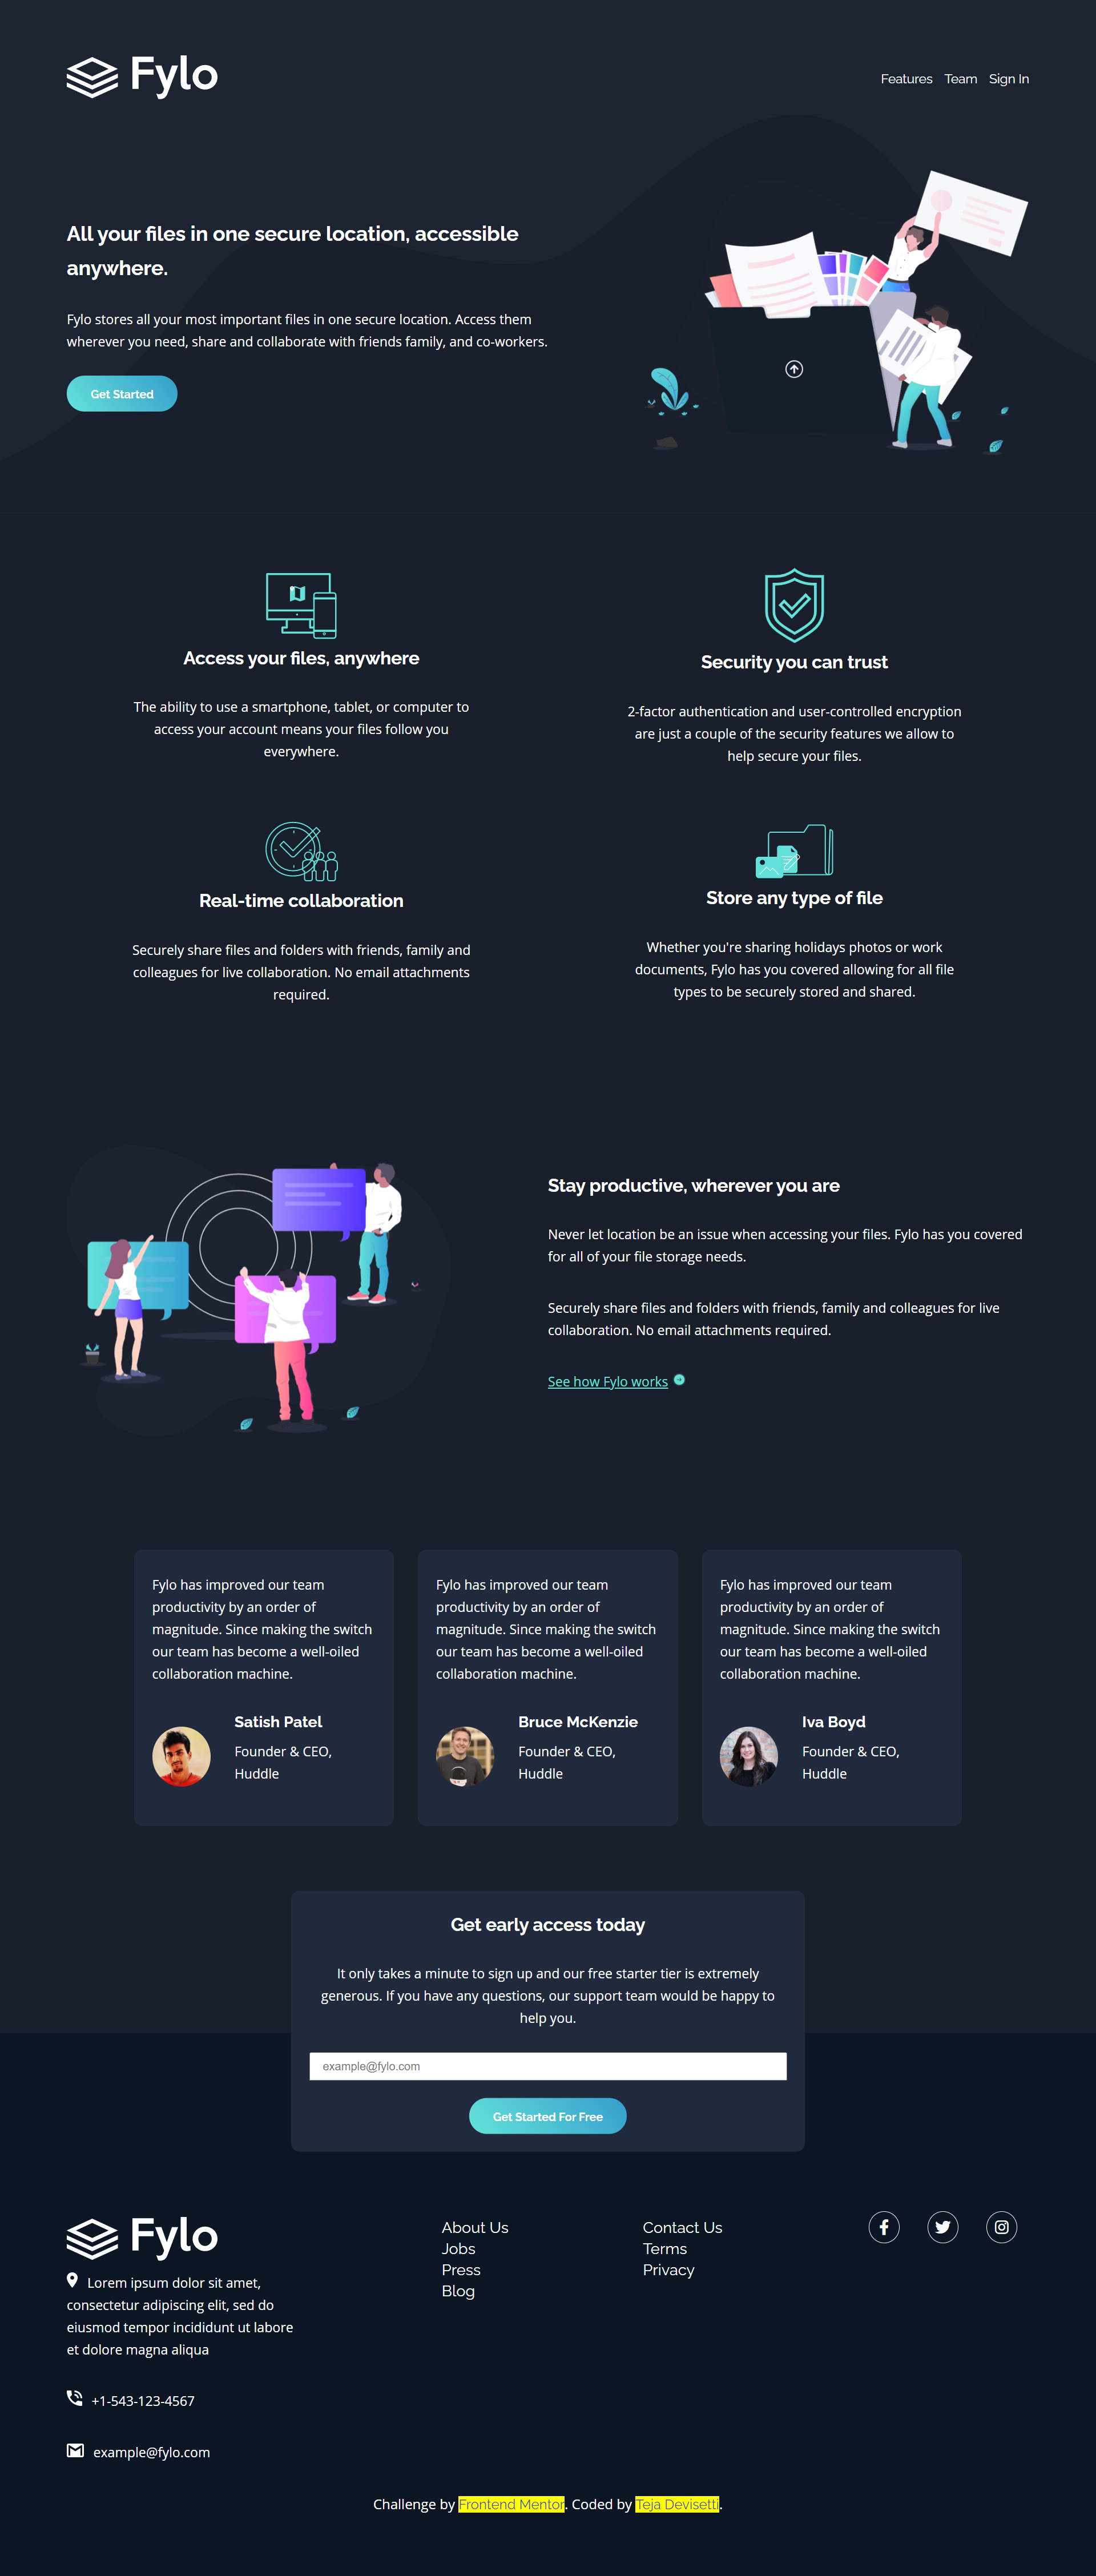 Fylo
Features Team Sign In
All your files in one secure location, accessible
anywhere.
Fylo stores all your most important files in one secure location. Access them
wherever you need, share and collaborate with friends family, and co-workers.
Get Started
Access your files, anywhere
The ability to use a smartphone, tablet, or computer to
access your account means your files follow you
everywhere.
Security you can trust
2-factor authentication and user-controlled encryption
are just a couple of the security features we allow to
help secure your files.
Real-time collaboration
Securely share files and folders with friends, family and
colleagues for live collaboration. No email attachments
required.
Store any type of file
Whether you're sharing holidays photos or work
documents, Fylo has you covered allowing for all file
types to be securely stored and shared.
Stay productive, wherever you are
Never let location be an issue when accessing your files. Fylo has you covered
for all of your file storage needs.
Securely share files and folders with friends, family and colleagues for live
collaboration. No email attachments required.
See how Fylo works
Fylo has improved our team
productivity by an order of
magnitude. Since making the switch
our team has become a well-oiled
collaboration machine.
Satish Patel
Founder & CEO,
Huddle
Fylo has improved our team
productivity by an order of
magnitude. Since making the switch
our team has become a well-oiled
collaboration machine.
Bruce McKenzie
Founder & CEO,
Huddle
Fylo has improved our team
productivity by an order of
magnitude. Since making the switch
our team has become a well-oiled
collaboration machine.
Iva Boyd
Founder & CEO,
Huddle
Get early access today
It only takes a minute to sign up and our free starter tier is extremely
generous. If you have any questions, our support team would be happy to
help you.
example@fylo.com
Get Started For Free
Fylo
Lorem ipsum dolor sit amet,
consectetur adipiscing elit, sed do
eiusmod tempor incididunt ut labore
et dolore magna aliqua
+1-543-123-4567
example@fylo.com
About Us
Jobs
Press
Blog
Contact Us
Terms
Privacy
Challenge by Frontend Mentor. Coded by Teja Devisetti.